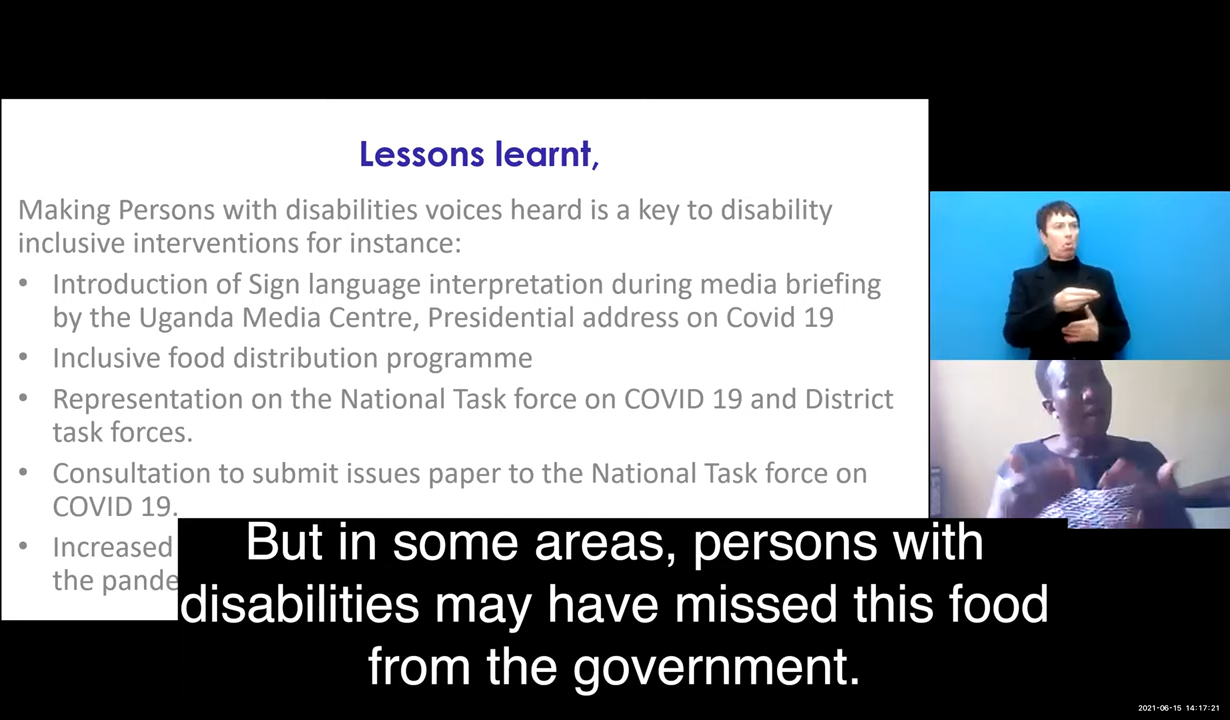 Lessons learnt,
Making Persons with disabilities voices heard is a key to disability
inclusive interventions for instance:
• Introduction of Sign language interpretation during media briefing
by the Uganda Media Centre, Presidential address on Covid 19
• Inclusive food distribution programme
• Representation on the National Task force on COVID 19 and District
task forces.
• Consultation to submit issues paper to the National Task force on
COVID 19.
• Increased
the pande
But in some areas, persons with
disabilities may have missed this food
from the government.
2021-06-15 14:17:21